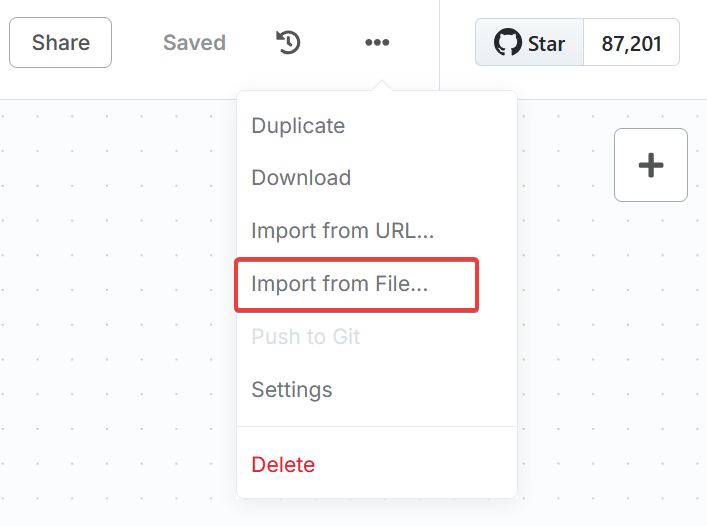 Share
Saved
Star
87,201
Duplicate
Download
Import from URL...
Import from File...
Push to Git
Settings
Delete